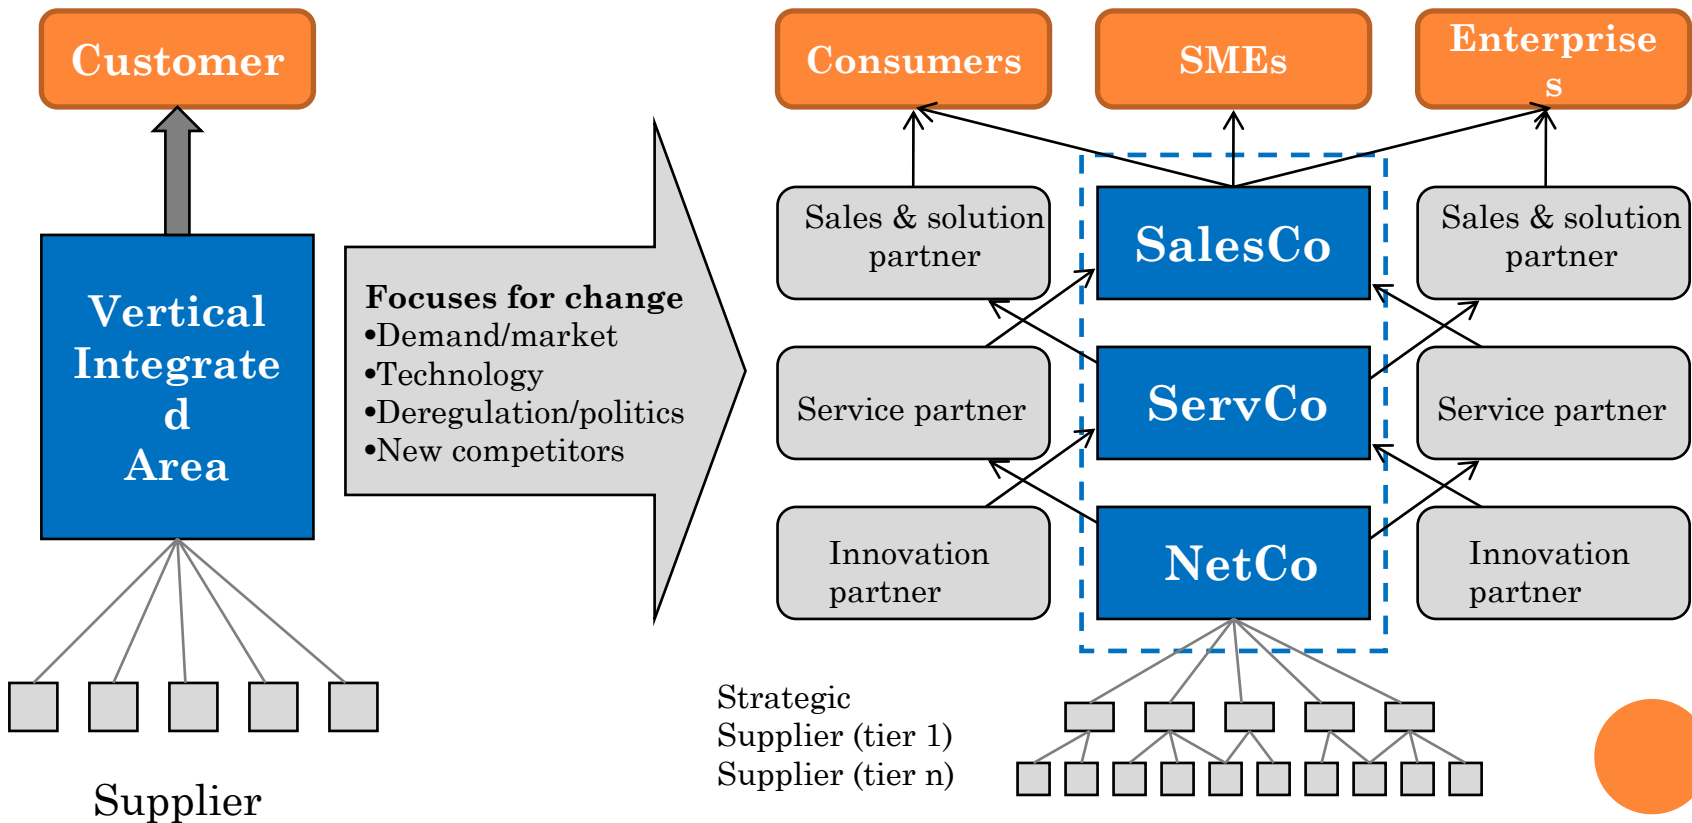 Customer
Vertical
Integrate
d
Area
Supplier
Focuses for change
•Demand/market
•Technology
•Deregulation/politics
•New competitors
Consumers
SMEs
Enterprise
s
Sales & solution
partner
SalesCo
Sales & solution
partner
Service partner
ServCo
Service partner
Innovation
partner
NetCo
Innovation
partner
Strategic
Supplier (tier 1)
Supplier (tier n)